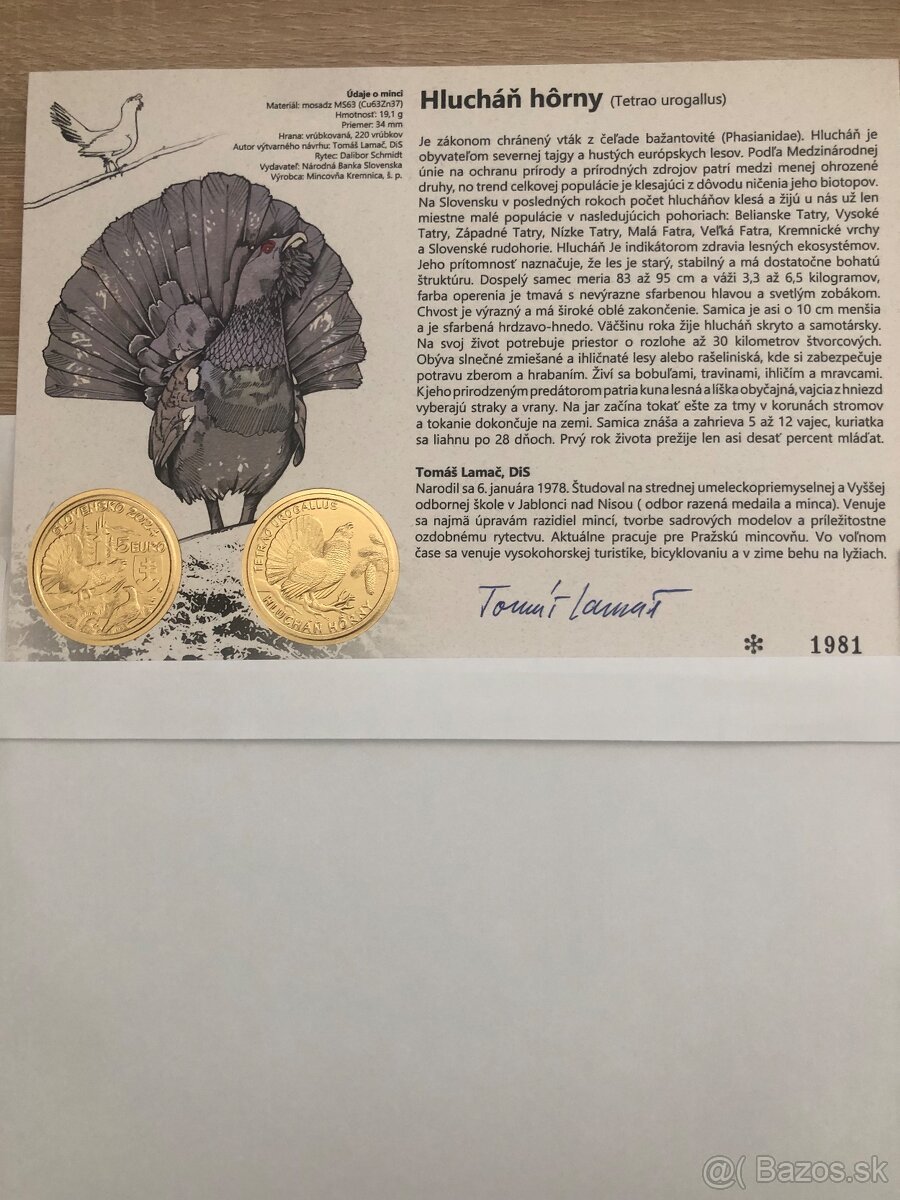 Údaje o minci
Materiál: mosadz MS63 (Cu63Zn37)
Hmotnosť: 19,1 g
Priemer: 34 mm
Hrana: vrúbkovaná, 220 vrúbkov
Autor výtvarného návrhu: Tomáš Lamač, DiS
Rytec: Dalibor Schmidt
Vydavateľ: Národná Banka Slovenska
Výrobca: Mincovňa Kremnica, š. p.
Hlucháň hôrny (Tetrao urogallus)
Je zákonom chránený vták z čeľade bažantovité (Phasianidae). Hlucháň je
obyvateľom severnej tajgy a hustých európskych lesov. Podľa Medzinárodnej
únie na ochranu prírody a prírodných zdrojov patrí medzi menej ohrozené
druhy, no trend celkovej populácie je klesajúci z dôvodu ničenia jeho biotopov.
Na Slovensku v posledných rokoch počet hlucháňov klesá a žijú u nás už len
miestne malé populácie v nasledujúcich pohoriach: Belianske Tatry, Vysoké
Tatry, Západné Tatry, Nízke Tatry, Malá Fatra, Veľká Fatra, Kremnické vrchy
a Slovenské rudohorie. Hlucháň Je indikátorom zdravia lesných ekosystémov.
Jeho prítomnosť naznačuje, že les je starý, stabilný a má dostatočne bohatú
štruktúru. Dospelý samec meria 83 až 95 cm a váži 3,3 až 6,5 kilogramov,
farba operenia je tmavá s nevýrazne sfarbenou hlavou a svetlým zobákom.
Chvost je výrazný a má široké oblé zakončenie. Samica je asi o 10 cm menšia
a je sfarbená hrdzavo-hnedo. Väčšinu roka žije hlucháň skryto a samotársky.
Na svoj život potrebuje priestor o rozlohe až 30 kilometrov štvorcových.
Obýva slnečné zmiešané a ihličnaté lesy alebo rašeliniská, kde si zabezpečuje
potravu zberom a hrabaním. Živí sa bobuľami, travinami, ihličím a mravcami.
K jeho prirodzeným predátorom patria kuna lesná a líška obyčajná, vajcia z hniezd
vyberajú straky a vrany. Na jar začína tokať ešte za tmy v korunách stromov
a tokanie dokončuje na zemi. Samica znáša a zahrieva 5 až 12 vajec, kuriatka
sa liahnu po 28 dňoch. Prvý rok života prežije len asi desať percent mláďat.
Tomáš Lamač, DiS
Narodil sa 6. januára 1978. Študoval na strednej umeleckopriemyselnej a Vyššej
odbornej škole v Jablonci nad Nisou ( odbor razená medaila a minca). Venuje
sa najmä úpravám razidiel mincí, tvorbe sadrových modelov a príležitostne
ozdobnému rytectvu. Aktuálne pracuje pre Pražskú mincovňu. Vo voľnom
čase sa venuje vysokohorskej turistike, bicyklovaniu a v zime behu na lyžiach.
SLOVENSKO 2024
5 EURO
TETRAO UROGALLUS
HLUCHÁŇ HÔRNY
Tomáš Lamač
✻ 1981
@( Bazos.sk